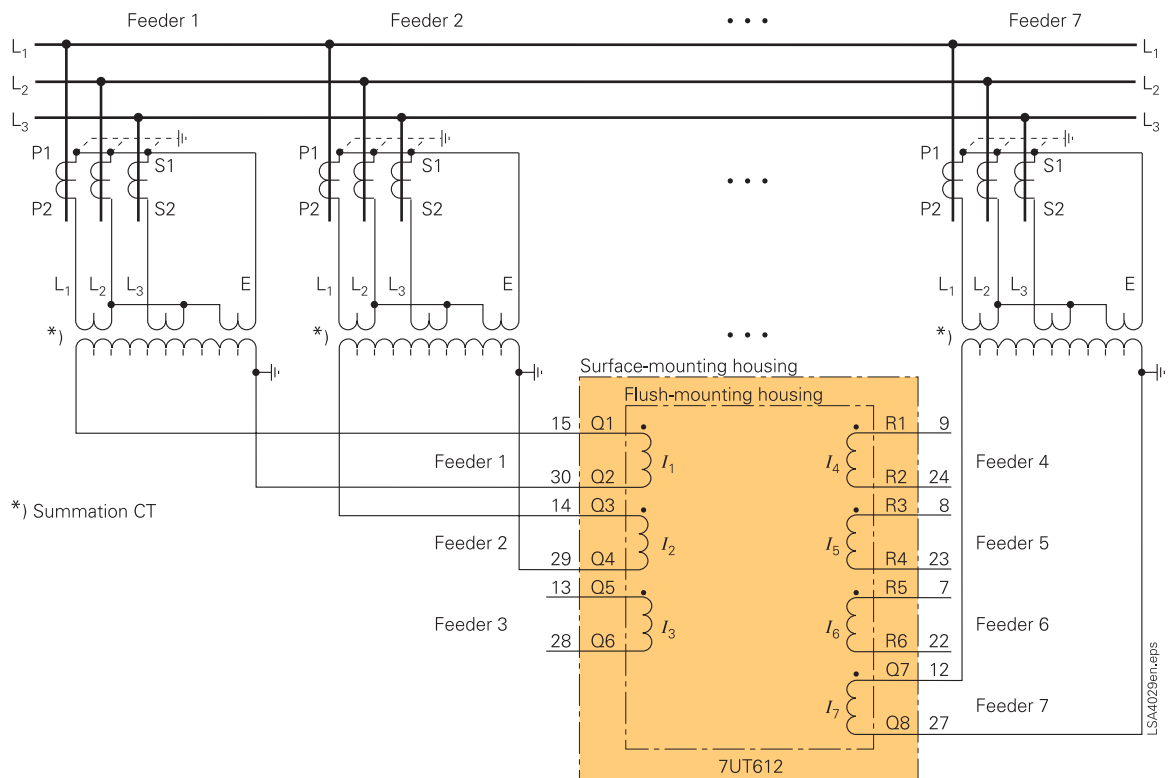 Feeder 1 Feeder 2 • • • Feeder 7
L1 L1
L2 L2
L3 L3
P1 S1 P1 S1 • • • P1 S1
P2 S2 P2 S2 P2 S2
L1 L2 L3 E L1 L2 L3 E L1 L2 L3 E
*) *) • • • *)
Surface-mounting housing
Flush-mounting housing
15 Q1 R1 9
Feeder 1 I1 I4 Feeder 4
30 Q2 R2 24
*) Summation CT
14 Q3 R3 8
Feeder 2 I2 I5 Feeder 5
29 Q4 R4 23
13 Q5 R5 7
Feeder 3 I3 I6 Feeder 6
28 Q6 R6 22
Q7 12
I7 Feeder 7
Q8 27
7UT612
LSA4029en.eps